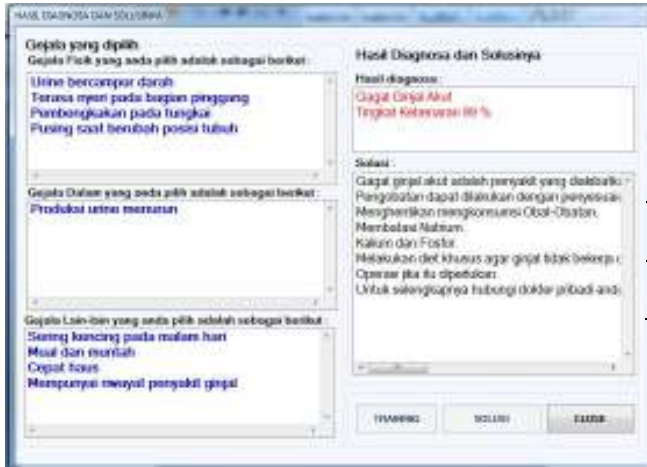 HASIL DIAGNOSA DAN SOLUSINYA
Gejala yang dipilih
Gejala Fisik yang anda pilih adalah sebagai berikut :
Urine bercampur darah
Terasa nyeri pada bagian pinggang
Pembengkakan pada tungkai
Pusing saat berubah posisi tubuh
Gejala Dalam yang anda pilih adalah sebagai berikut :
Produksi urine menurun
Gejala Lain-lain yang anda pilih adalah sebagai berikut
Sering kencing pada malam hari
Mual dan muntah
Cepat haus
Mempunyai riwayat penyakit ginjal
Hasil Diagnosa dan Solusinya
Hasil diagnosa :
Gagal Ginjal Akut
Tingkat Kebenaran %
Solusi :
Gagal ginjal akut adalah penyakit yang
Pengobatan dapat dilakukan dengan
Menghentikan mengkonsumsi Obat-Obatan.
Membatasi Natrium.
Kalium dan Fosfor.
Melakukan diet khusus agar ginjal tidak bekerja
Operasi jika itu diperlukan.
Untuk selengkapnya hubungi dokter pribadi
TRAINING
SOLUSI
CLOSE